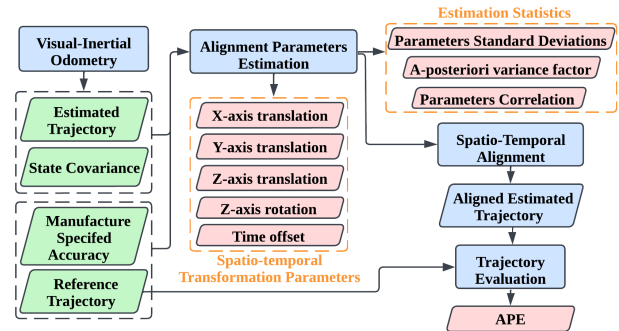 Visual-Inertial
Odometry
Estimated
Trajectory
State Covariance
Manufacture
Specifed
Accuracy
Reference
Trajectory
Alignment Parameters
Estimation
X-axis translation
Y-axis translation
Z-axis translation
Z-axis rotation
Time offset
Spatio-temporal
Transformation Parameters
Estimation Statistics
Parameters Standard Deviations
A-posteriori variance factor
Parameters Correlation
Spatio-Temporal
Alignment
Aligned Estimated
Trajectory
Trajectory
Evaluation
APE